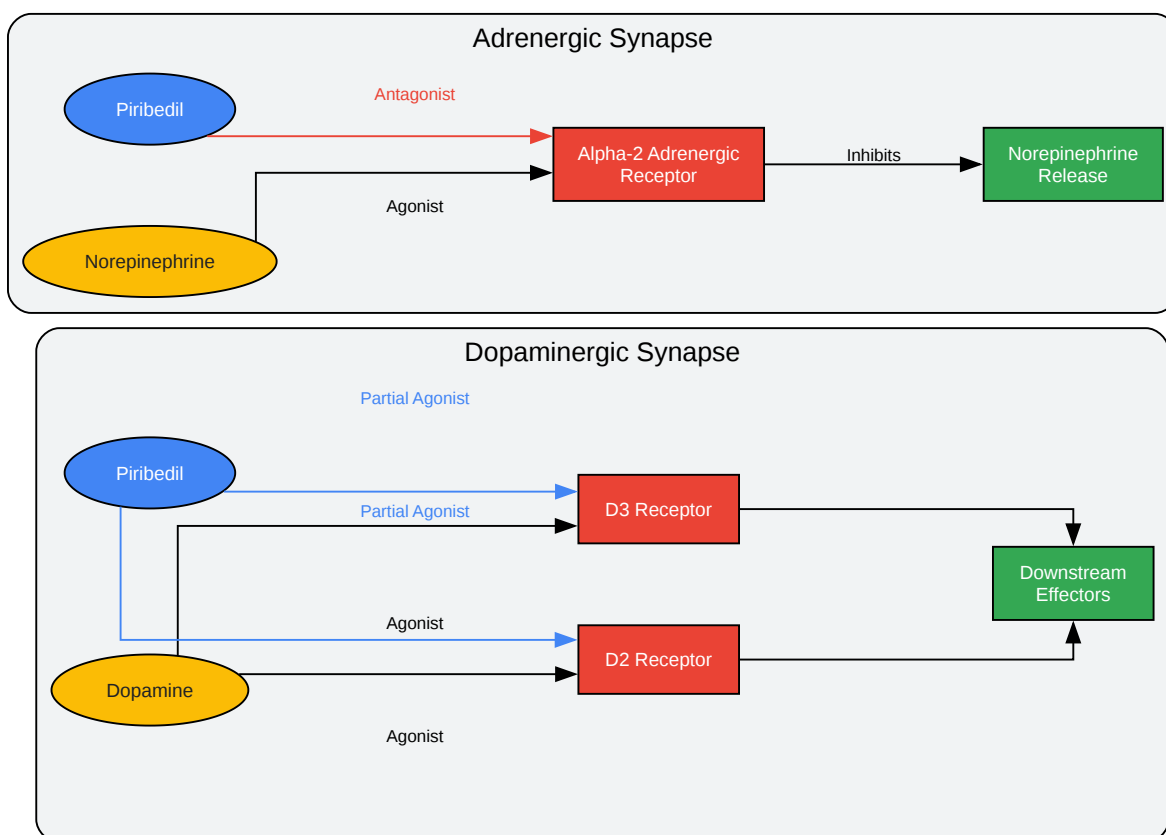 Adrenergic Synapse
Piribedil
Antagonist
Alpha-2 Adrenergic
Receptor
Inhibits
Norepinephrine
Release
Agonist
Norepinephrine
Dopaminergic Synapse
Partial Agonist
Piribedil
Partial Agonist
D3 Receptor
Downstream
Effectors
Agonist
D2 Receptor
Dopamine
Agonist